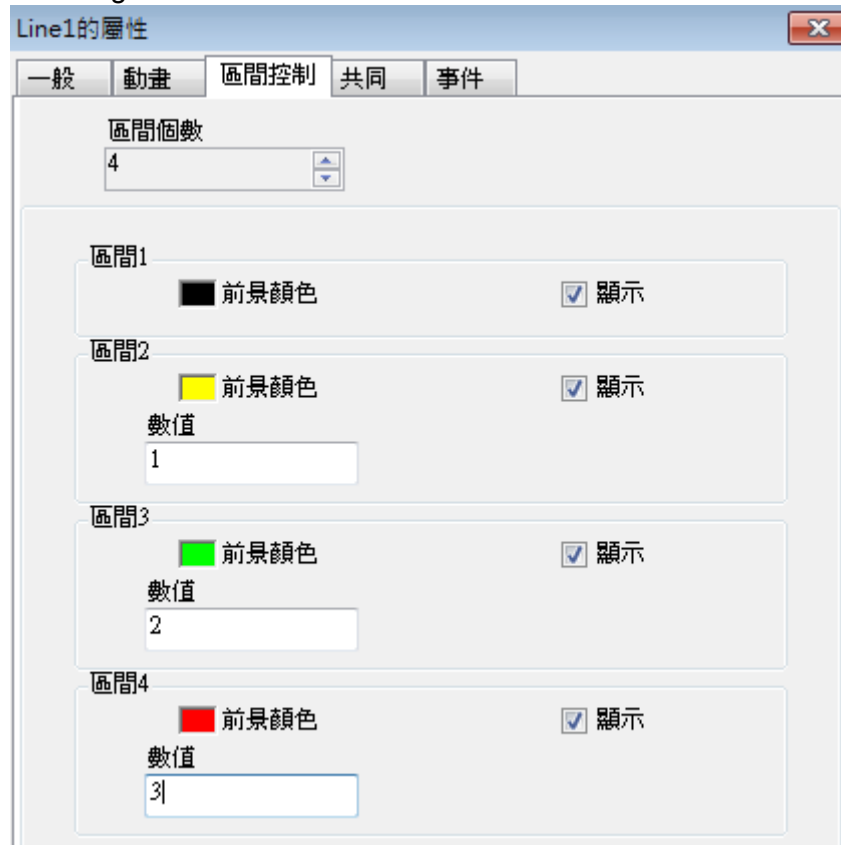 Line1的屬性
一般 動畫 區間控制 共同 事件
區間個數
4
區間1
前景顏色 顯示
區間2
前景顏色 顯示
數值
1
區間3
前景顏色 顯示
數值
2
區間4
前景顏色 顯示
數值
3